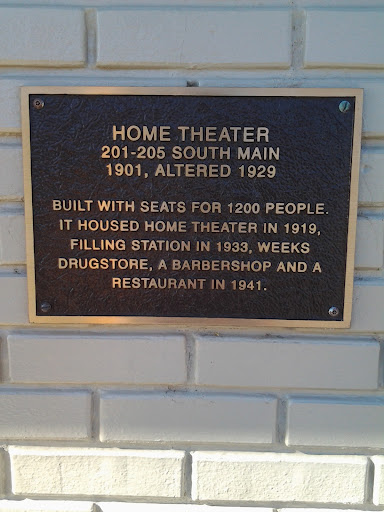 HOME THEATER
201-205 SOUTH MAIN
1901, ALTERED 1929
BUILT WITH SEATS FOR 1200 PEOPLE.
IT HOUSED HOME THEATER IN 1919,
FILLING STATION IN 1933, WEEKS
DRUGSTORE, A BARBERSHOP AND A
RESTAURANT IN 1941.